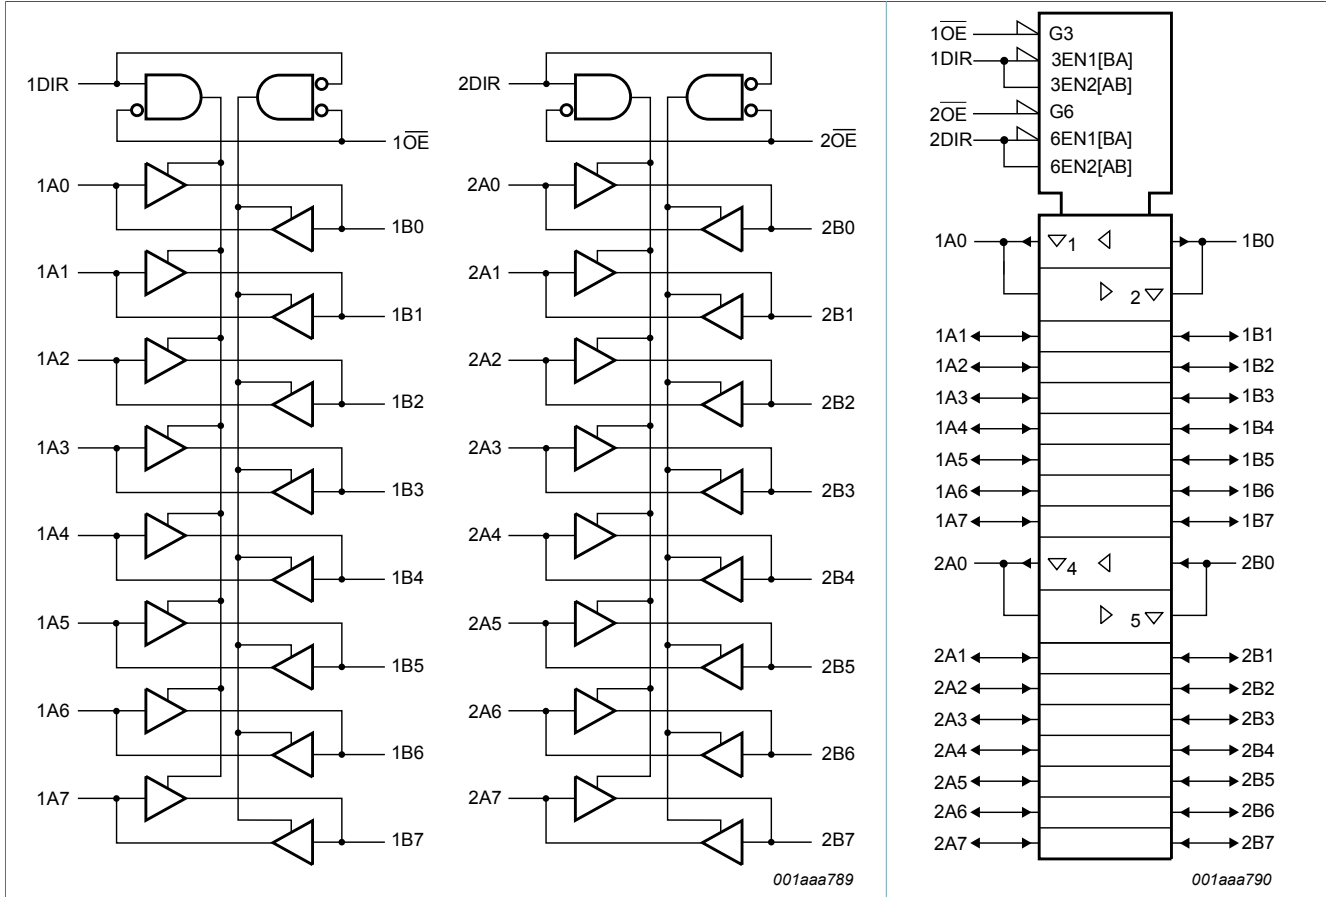 1DIR
1O̅E̅
1A0
1B0
1A1
1B1
1A2
1B2
1A3
1B3
1A4
1B4
1A5
1B5
1A6
1B6
1A7
1B7
2DIR
2O̅E̅
2A0
2B0
2A1
2B1
2A2
2B2
2A3
2B3
2A4
2B4
2A5
2B5
2A6
2B6
2A7
2B7
001aaa789
1O̅E̅ G3
1DIR 3EN1[BA]
3EN2[AB]
2O̅E̅ G6
2DIR 6EN1[BA]
6EN2[AB]
1A0 1 1B0
2
1A1 1B1
1A2 1B2
1A3 1B3
1A4 1B4
1A5 1B5
1A6 1B6
1A7 1B7
2A0 4 2B0
5
2A1 2B1
2A2 2B2
2A3 2B3
2A4 2B4
2A5 2B5
2A6 2B6
2A7 2B7
001aaa790